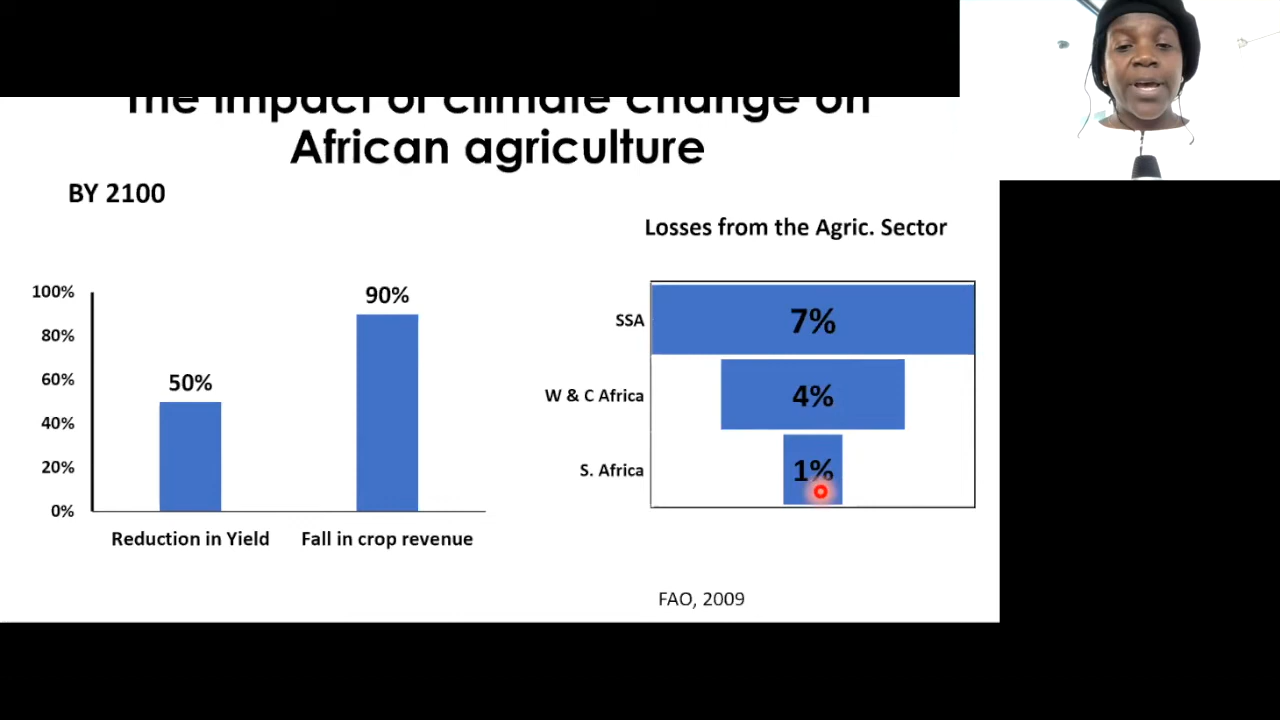 The impact of climate change on
African agriculture
BY 2100
Losses from the Agric. Sector
100%
80%
60%
40%
20%
0%
50%
90%
Reduction in Yield
Fall in crop revenue
SSA
7%
W & C Africa
4%
S. Africa
1%
FAO, 2009